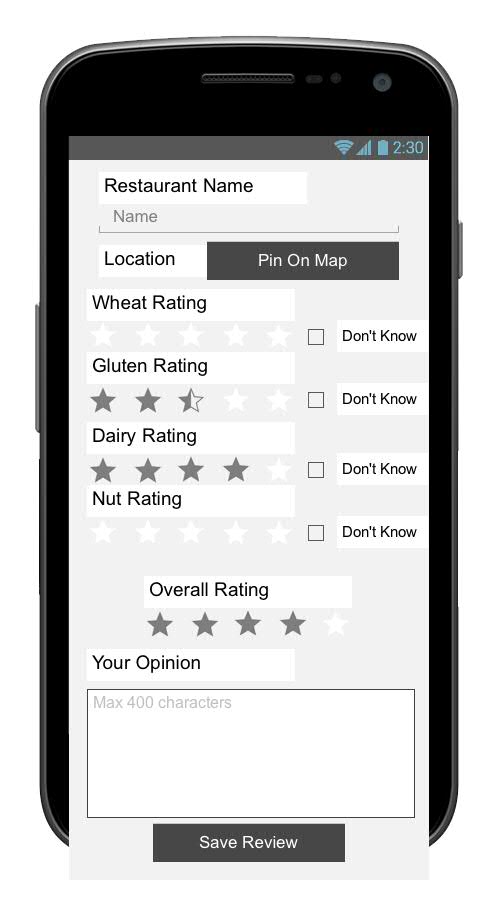 2:30
Restaurant Name
Name
Location
Pin On Map
Wheat Rating
Don't Know
Gluten Rating
Don't Know
Dairy Rating
Don't Know
Nut Rating
Don't Know
Overall Rating
Your Opinion
Max 400 characters
Save Review